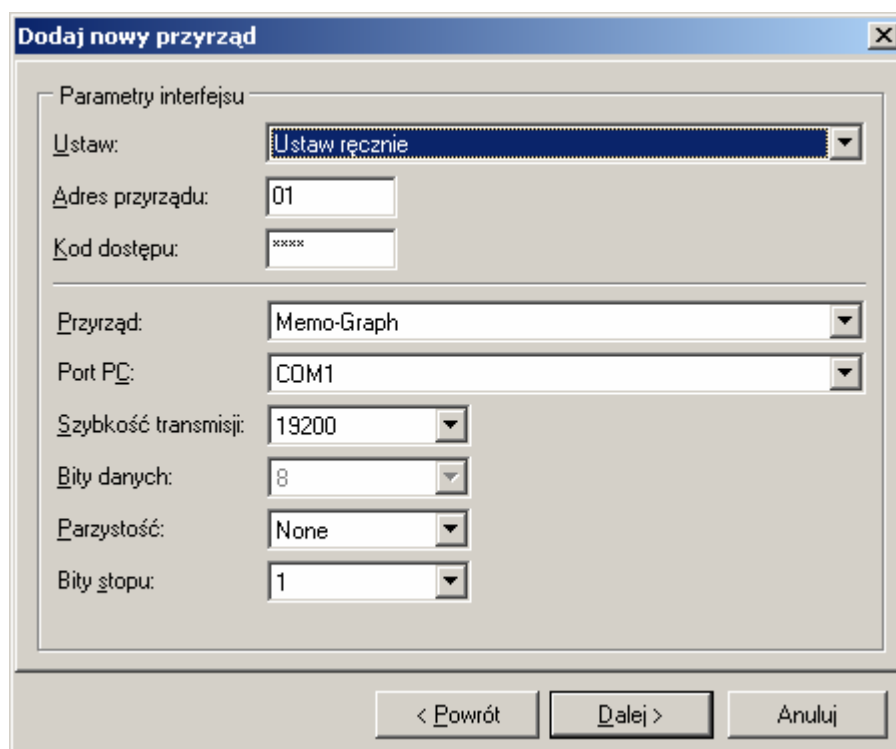 Dodaj nowy przyrząd
Parametry interfejsu
Ustaw: Ustaw ręcznie
Adres przyrządu: 01
Kod dostępu: ****
Przyrząd: Memo-Graph
Port PC: COM1
Szybkość transmisji: 19200
Bity danych: 8
Parzystość: None
Bity stopu: 1
< Powrót Dalej > Anuluj